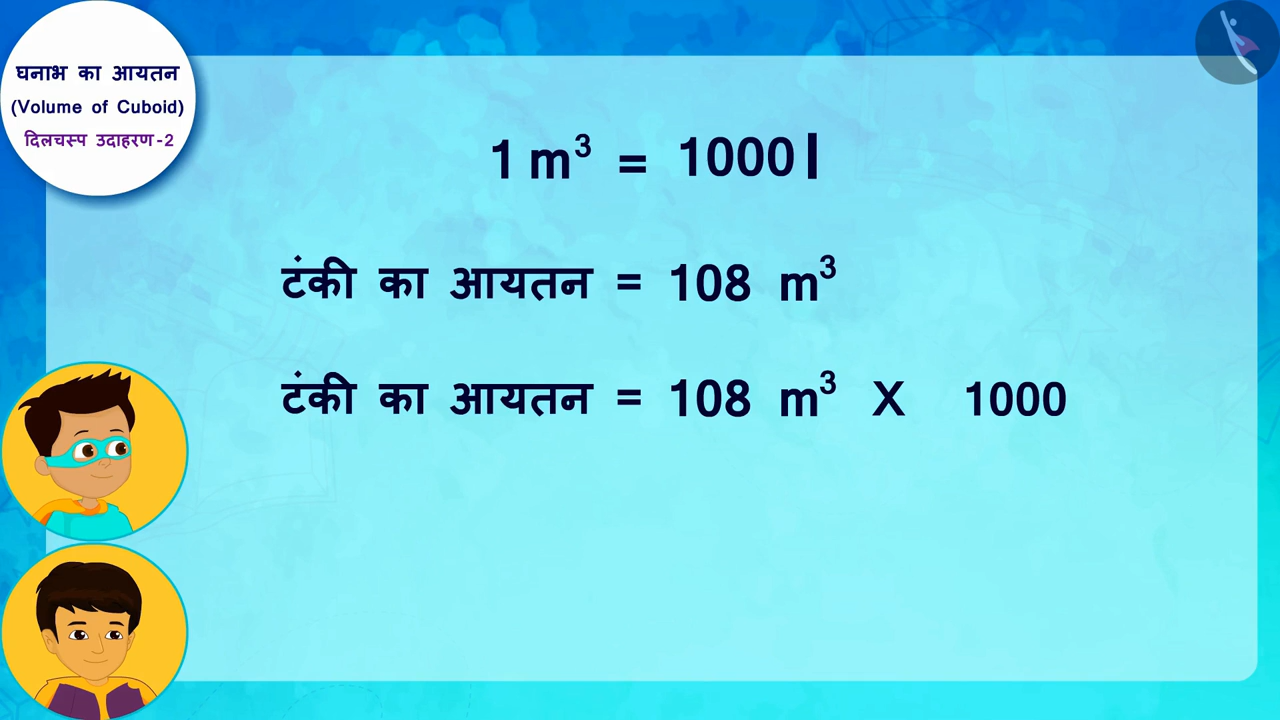 घनाभ का आयतन
(Volume of Cuboid)
दिलचस्प उदाहरण-2
1 m³ = 1000 l
टंकी का आयतन = 108 m³
टंकी का आयतन = 108 m³ X 1000